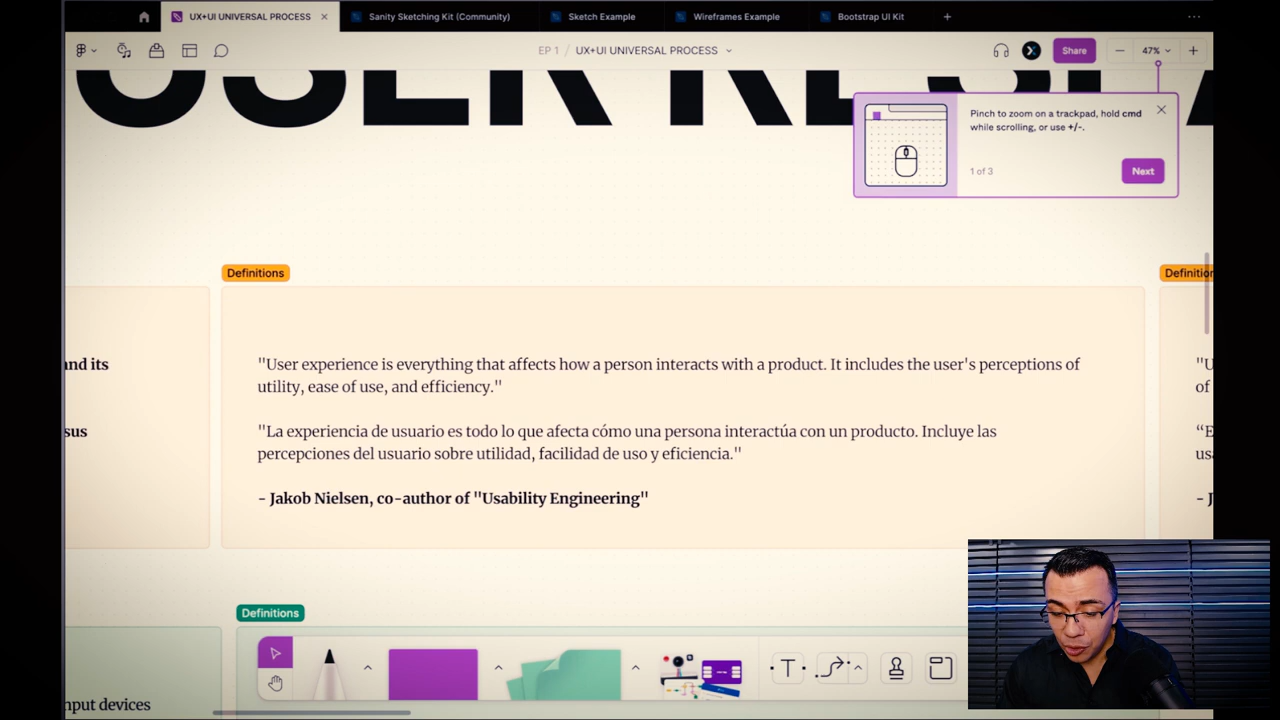 UX+UI UNIVERSAL PROCESS
Sanity Sketching Kit (Community)
Sketch Example
Wireframes Example
Bootstrap UI Kit
EP 1 / UX+UI UNIVERSAL PROCESS
Share
47%
Pinch to zoom on a trackpad, hold cmd
while scrolling, or use +/-.
1 of 3
Next
Definitions
"User experience is everything that affects how a person interacts with a product. It includes the user's perceptions of
utility, ease of use, and efficiency."
"La experiencia de usuario es todo lo que afecta cómo una persona interactúa con un producto. Incluye las
percepciones del usuario sobre utilidad, facilidad de uso y eficiencia."
- Jakob Nielsen, co-author of "Usability Engineering"
and its
Definitions
of
Definitions
input devices
T